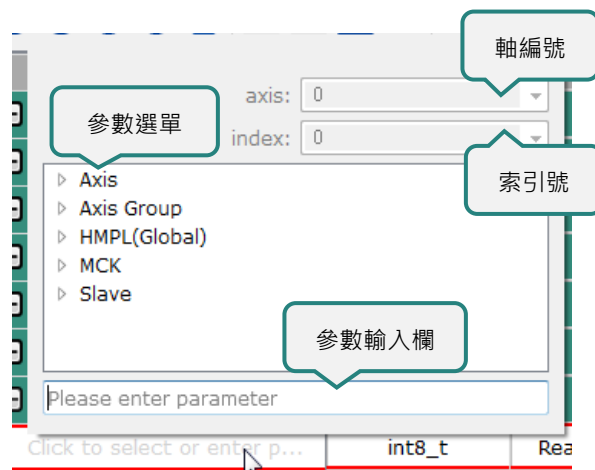 軸編號
axis: 0
參數選單
index: 0
索引號
Axis
Axis Group
HMPL(Global)
MCK
Slave
參數輸入欄
Please enter parameter
Click to select or enter p...
int8_t
Rea